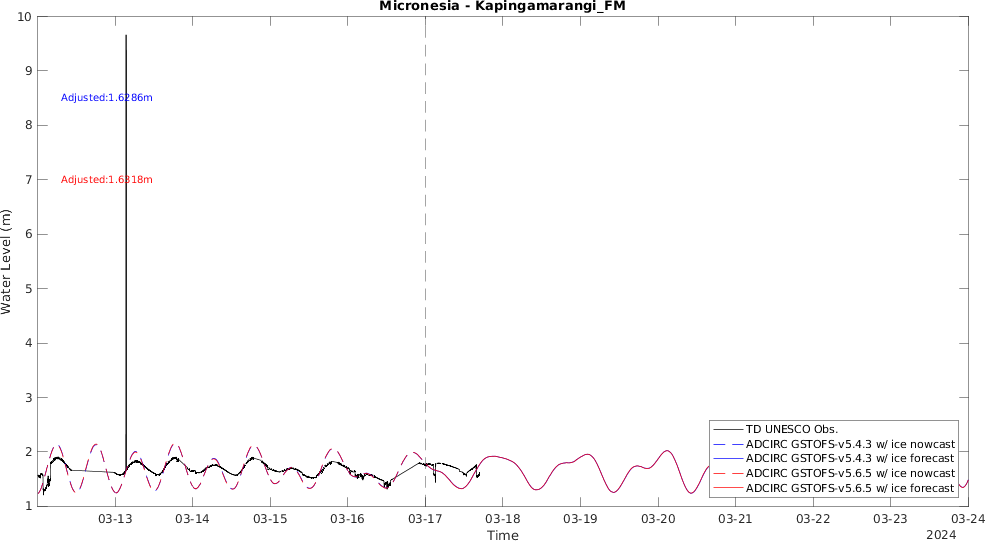 Micronesia - Kapingamarangi_FM
Water Level (m)
10
9
8
7
6
5
4
3
2
1
Adjusted:1.6286m
Adjusted:1.6318m
TD UNESCO Obs.
ADCIRC GSTOFS-v5.4.3 w/ ice nowcast
ADCIRC GSTOFS-v5.4.3 w/ ice forecast
ADCIRC GSTOFS-v5.6.5 w/ ice nowcast
ADCIRC GSTOFS-v5.6.5 w/ ice forecast
03-13 03-14 03-15 03-16 03-17 03-18 03-19 03-20 03-21 03-22 03-23 03-24
Time
2024